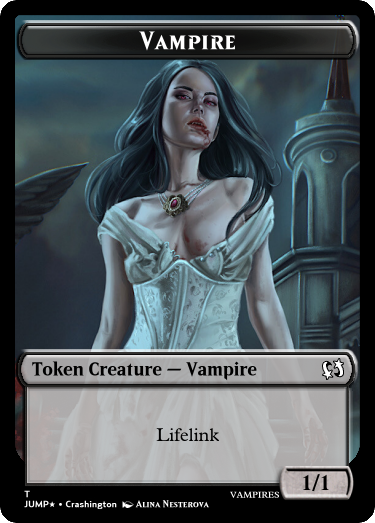 VAMPIRE
Token Creature — Vampire
Lifelink
1/1
T
JUMP★ • Crashington ALINA NESTEROVA
VAMPIRES